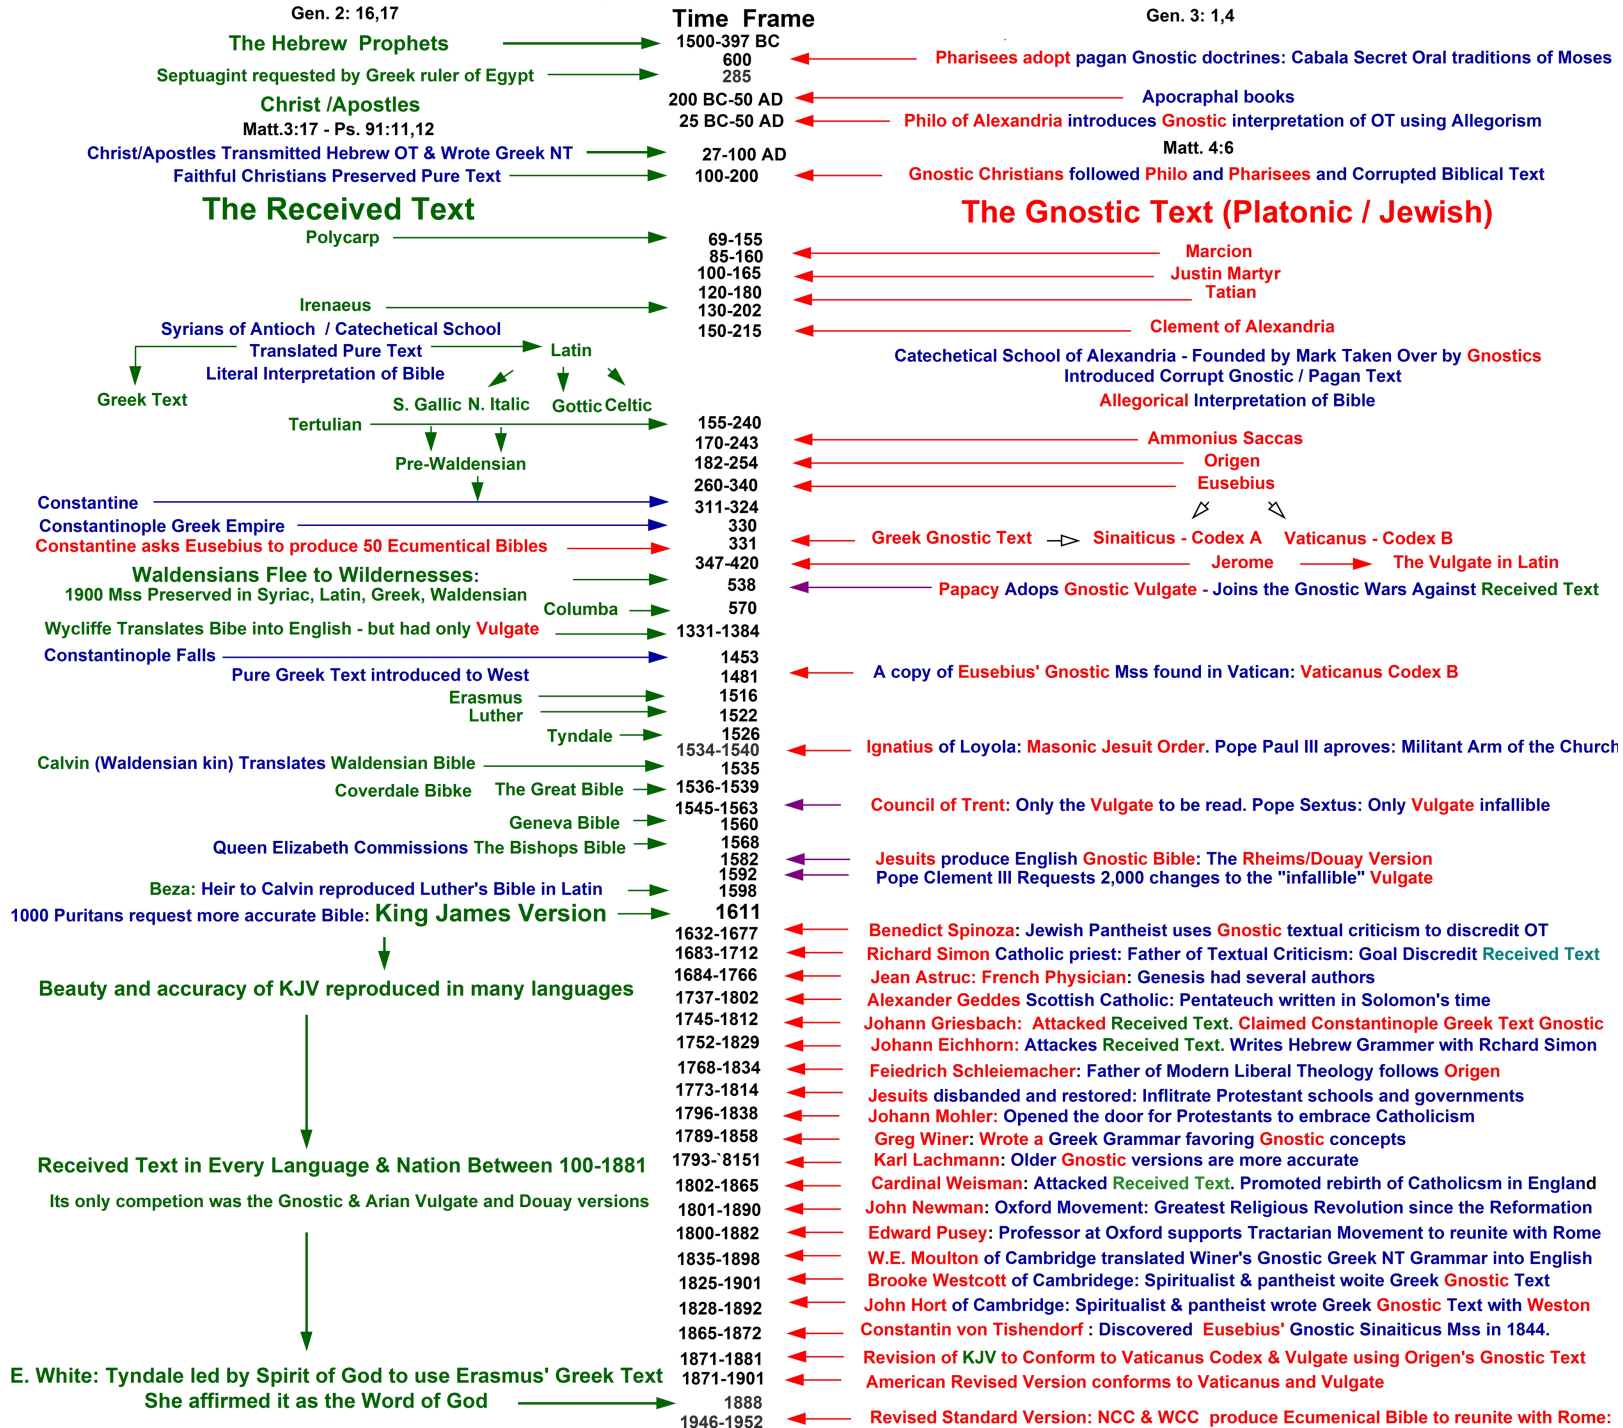 Gen. 2: 16,17
Time Frame
Gen. 3: 1,4
The Hebrew Prophets
1500-397 BC
600
Pharisees adopt pagan Gnostic doctrines: Cabala Secret Oral traditions of Moses
Septuagint requested by Greek ruler of Egypt
285
Christ /Apostles
200 BC-50 AD
Apocraphal books
Matt.3:17 - Ps. 91:11,12
25 BC-50 AD
Philo of Alexandria introduces Gnostic interpretation of OT using Allegorism
Matt. 4:6
Christ/Apostles Transmitted Hebrew OT & Wrote Greek NT
27-100 AD
Faithful Christians Preserved Pure Text
100-200
Gnostic Christians followed Philo and Pharisees and Corrupted Biblical Text
The Received Text
The Gnostic Text (Platonic / Jewish)
Polycarp
69-155
85-160
Marcion
100-165
Justin Martyr
120-180
Tatian
Irenaeus
130-202
Syrians of Antioch / Catechetical School
150-215
Clement of Alexandria
Translated Pure Text
Latin
Literal Interpretation of Bible
Catechetical School of Alexandria - Founded by Mark Taken Over by Gnostics
Introduced Corrupt Gnostic / Pagan Text
Allegorical Interpretation of Bible
Greek Text
S. Gallic N. Italic Gottic Celtic
Tertulian
155-240
170-243
Ammonius Saccas
Pre-Waldensian
182-254
Origen
260-340
Eusebius
Constantine
311-324
Constantinople Greek Empire
330
Constantine asks Eusebius to produce 50 Ecumentical Bibles
331
Greek Gnostic Text
Sinaiticus - Codex A
Vaticanus - Codex B
347-420
Jerome
The Vulgate in Latin
Waldensians Flee to Wildernesses:
538
Papacy Adops Gnostic Vulgate - Joins the Gnostic Wars Against Received Text
1900 Mss Preserved in Syriac, Latin, Greek, Waldensian
Columba
570
Wycliffe Translates Bibe into English - but had only Vulgate
1331-1384
Constantinople Falls
1453
Pure Greek Text introduced to West
1481
A copy of Eusebius' Gnostic Mss found in Vatican: Vaticanus Codex B
Erasmus
1516
Luther
1522
Tyndale
1526
1534-1540
Ignatius of Loyola: Masonic Jesuit Order. Pope Paul III aproves: Militant Arm of the Church
Calvin (Waldensian kin) Translates Waldensian Bible
1535
Coverdale Bibke The Great Bible
1536-1539
1545-1563
Council of Trent: Only the Vulgate to be read. Pope Sextus: Only Vulgate infallible
Geneva Bible
1560
Queen Elizabeth Commissions The Bishops Bible
1568
1582
Jesuits produce English Gnostic Bible: The Rheims/Douay Version
1592
Pope Clement III Requests 2,000 changes to the "infallible" Vulgate
Beza: Heir to Calvin reproduced Luther's Bible in Latin
1598
1000 Puritans request more accurate Bible: King James Version
1611
1632-1677
Benedict Spinoza: Jewish Pantheist uses Gnostic textual criticism to discredit OT
1683-1712
Richard Simon Catholic priest: Father of Textual Criticism: Goal Discredit Received Text
1684-1766
Jean Astruc: French Physician: Genesis had several authors
Beauty and accuracy of KJV reproduced in many languages
1737-1802
Alexander Geddes Scottish Catholic: Pentateuch written in Solomon's time
1745-1812
Johann Griesbach: Attacked Received Text. Claimed Constantinople Greek Text Gnostic
1752-1829
Johann Eichhorn: Attackes Received Text. Writes Hebrew Grammer with Rchard Simon
1768-1834
Feiedrich Schleiemacher: Father of Modern Liberal Theology follows Origen
1773-1814
Jesuits disbanded and restored: Inflitrate Protestant schools and governments
1796-1838
Johann Mohler: Opened the door for Protestants to embrace Catholicism
1789-1858
Greg Winer: Wrote a Greek Grammar favoring Gnostic concepts
Received Text in Every Language & Nation Between 100-1881
1793-`8151
Karl Lachmann: Older Gnostic versions are more accurate
1802-1865
Cardinal Weisman: Attacked Received Text. Promoted rebirth of Catholicsm in England
Its only competion was the Gnostic & Arian Vulgate and Douay versions
1801-1890
John Newman: Oxford Movement: Greatest Religious Revolution since the Reformation
1800-1882
Edward Pusey: Professor at Oxford supports Tractarian Movement to reunite with Rome
1835-1898
W.E. Moulton of Cambridge translated Winer's Gnostic Greek NT Grammar into English
1825-1901
Brooke Westcott of Cambridege: Spiritualist & pantheist woite Greek Gnostic Text
1828-1892
John Hort of Cambridge: Spiritualist & pantheist wrote Greek Gnostic Text with Weston
1865-1872
Constantin von Tishendorf : Discovered Eusebius' Gnostic Sinaiticus Mss in 1844.
1871-1881
Revision of KJV to Conform to Vaticanus Codex & Vulgate using Origen's Gnostic Text
E. White: Tyndale led by Spirit of God to use Erasmus' Greek Text
1871-1901
American Revised Version conforms to Vaticanus and Vulgate
She affirmed it as the Word of God
1888
1946-1952
Revised Standard Version: NCC & WCC produce Ecumenical Bible to reunite with Rome: